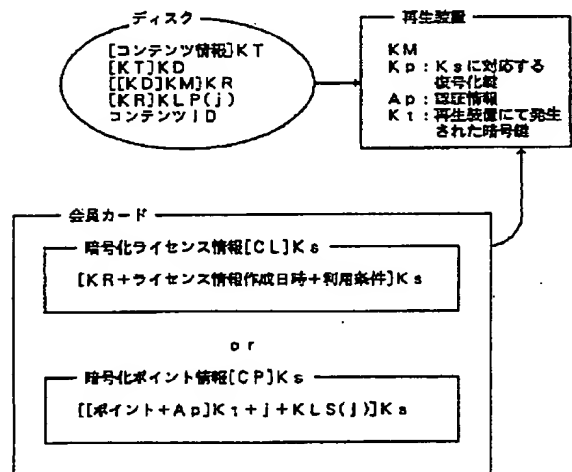 ディスク
[コンテンツ情報]KT
[KT]KD
[[KD]KM]KR
[KR]KLP(j)
コンテンツID
再生装置
KM
Kp:Ksに対応する
復号化鍵
Ap:認証情報
Kt:再生装置にて発生
された暗号鍵
会員カード
暗号化ライセンス情報[CL]Ks
[KR+ライセンス情報作成日時+利用条件]Ks
or
暗号化ポイント情報[CP]Ks
[[ポイント+Ap]Kt+j+KLS(j)]Ks